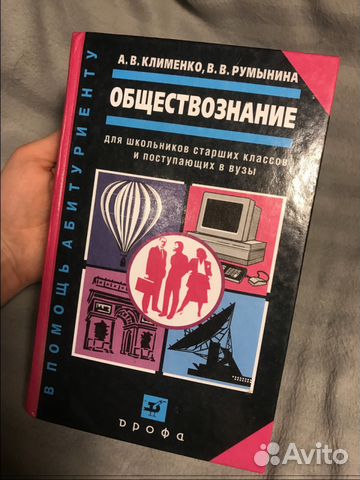 А. В. КЛИМЕНКО, В. В. РУМЫНИНА
ОБЩЕСТВОЗНАНИЕ
для школьников старших классов
и поступающих в вузы
В ПОМОЩЬ АБИТУРИЕНТУ
дрофа
Avito